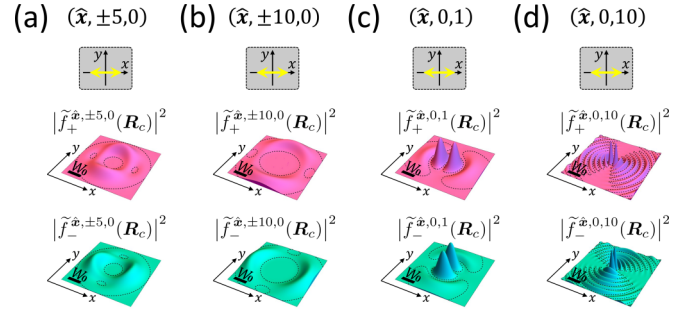 (a) (x̂, ±5,0) (b) (x̂, ±10,0) (c) (x̂, 0,1) (d) (x̂, 0,10)
y x y x y x y x
|f̃₊^{x̂,±5,0}(R_c)|² |f̃₊^{x̂,±10,0}(R_c)|² |f̃₊^{x̂,0,1}(R_c)|² |f̃₊^{x̂,0,10}(R_c)|²
y W₀ x y W₀ x y W₀ x y W₀ x
|f̃₋^{x̂,±5,0}(R_c)|² |f̃₋^{x̂,±10,0}(R_c)|² |f̃₋^{x̂,0,1}(R_c)|² |f̃₋^{x̂,0,10}(R_c)|²
y W₀ x y W₀ x y W₀ x y W₀ x